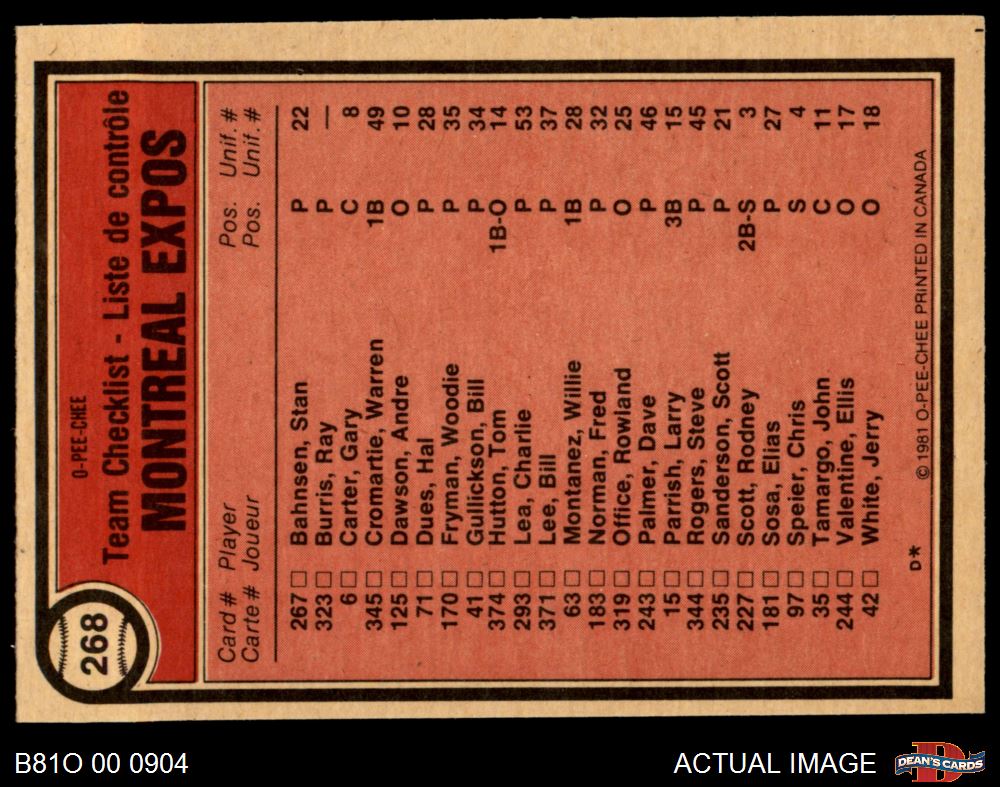 268
O-PEE-CHEE
Team Checklist - Liste de contrôle
MONTREAL EXPOS
Card # Player Pos. Unif. #
Carte# Joueur Pos. Unif.#
267 Bahnsen, Stan P 22
323 Burris, Ray P —
6 Carter, Gary C 8
345 Cromartie, Warren 1B 49
125 Dawson, Andre O 10
71 Dues, Hal P 28
170 Fryman, Woodie P 35
41 Gullickson, Bill P 34
374 Hutton, Tom 1B-O 14
293 Lea, Charlie P 53
371 Lee, Bill P 37
63 Montanez, Willie 1B 28
183 Norman, Fred P 32
319 Office, Rowland O 25
243 Palmer, Dave P 46
15 Parrish, Larry 3B 15
344 Rogers, Steve P 45
235 Sanderson, Scott P 21
227 Scott, Rodney 2B-S 3
181 Sosa, Elias P 27
97 Speier, Chris S 4
35 Tamargo, John C 11
244 Valentine, Ellis O 17
42 White, Jerry O 18
D* © 1981 O-PEE-CHEE PRINTED IN CANADA
B81O 00 0904 ACTUAL IMAGE
D
DEAN'S CARDS